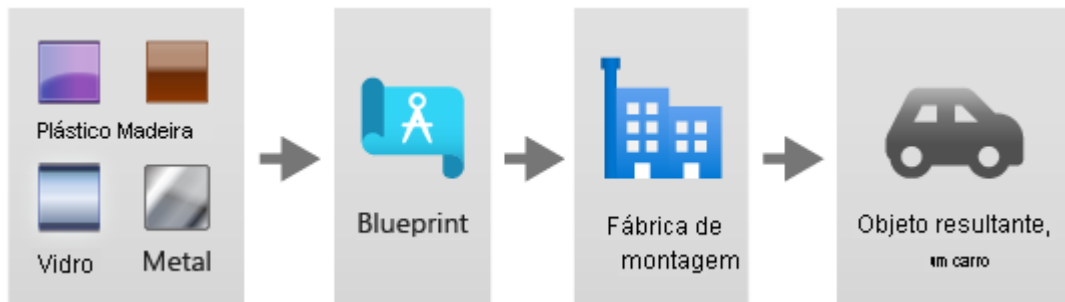 Plástico Madeira
Vidro Metal
Blueprint
Fábrica de
montagem
Objeto resultante,
um carro